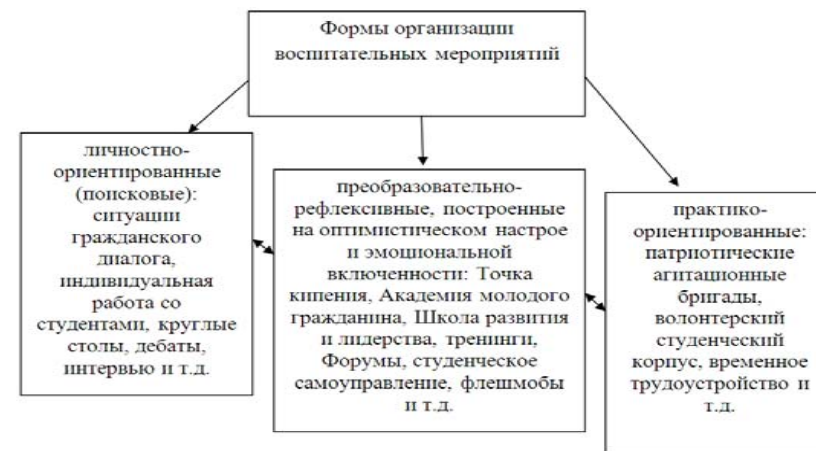 Формы организации
воспитательных мероприятий
личностно-
ориентированные
(поисковые):
ситуации
гражданского
диалога,
индивидуальная
работа со
студентами, круглые
столы, дебаты,
интервью и т.д.
преобразовательно-
рефлексивные, построенные
на оптимистическом настрое
и эмоциональной
включенности: Точка
кипения, Академия молодого
гражданина, Школа развития
и лидерства, тренинги,
Форумы, студенческое
самоуправление, флешмобы
и т.д.
практико-
ориентированные:
патриотические
агитационные
бригады,
волонтерский
студенческий
корпус, временное
трудоустройство и
т.д.